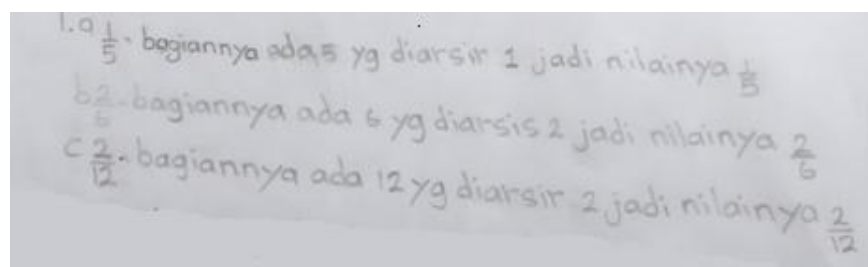 1. a 1/5. bagiannya ada 5 yg diarsir 1 jadi nilainya 1/5
b 2/6. bagiannya ada 6 yg diarsis 2 jadi nilainya 2/6
c 2/12. bagiannya ada 12 yg diarsir 2 jadi nilainya 2/12